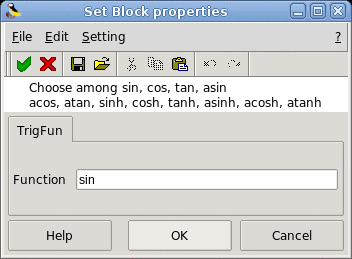 Set Block properties
File Edit Setting ?
Choose among sin, cos, tan, asin
acos, atan, sinh, cosh, tanh, asinh, acosh, atanh
TrigFun
Function sin
Help OK Cancel